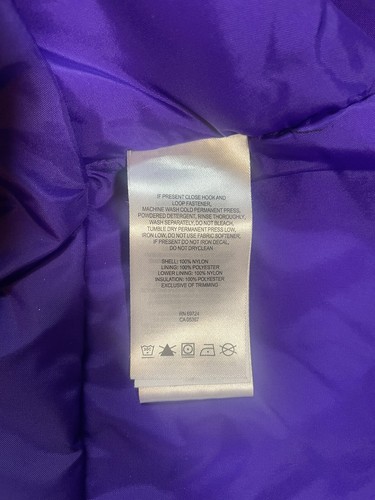 IF PRESENT CLOSE HOOK AND
LOOP FASTENER,
MACHINE WASH COLD PERMANENT PRESS,
POWDERED DETERGENT, RINSE THOROUGHLY,
WASH SEPARATELY, DO NOT BLEACH,
TUMBLE DRY PERMANENT PRESS LOW,
IRON LOW, DO NOT USE FABRIC SOFTENER,
IF PRESENT DO NOT IRON DECAL,
DO NOT DRYCLEAN
SHELL: 100% NYLON
LINING: 100% POLYESTER
LOWER LINING: 100% NYLON
INSULATION: 100% POLYESTER
EXCLUSIVE OF TRIMMING